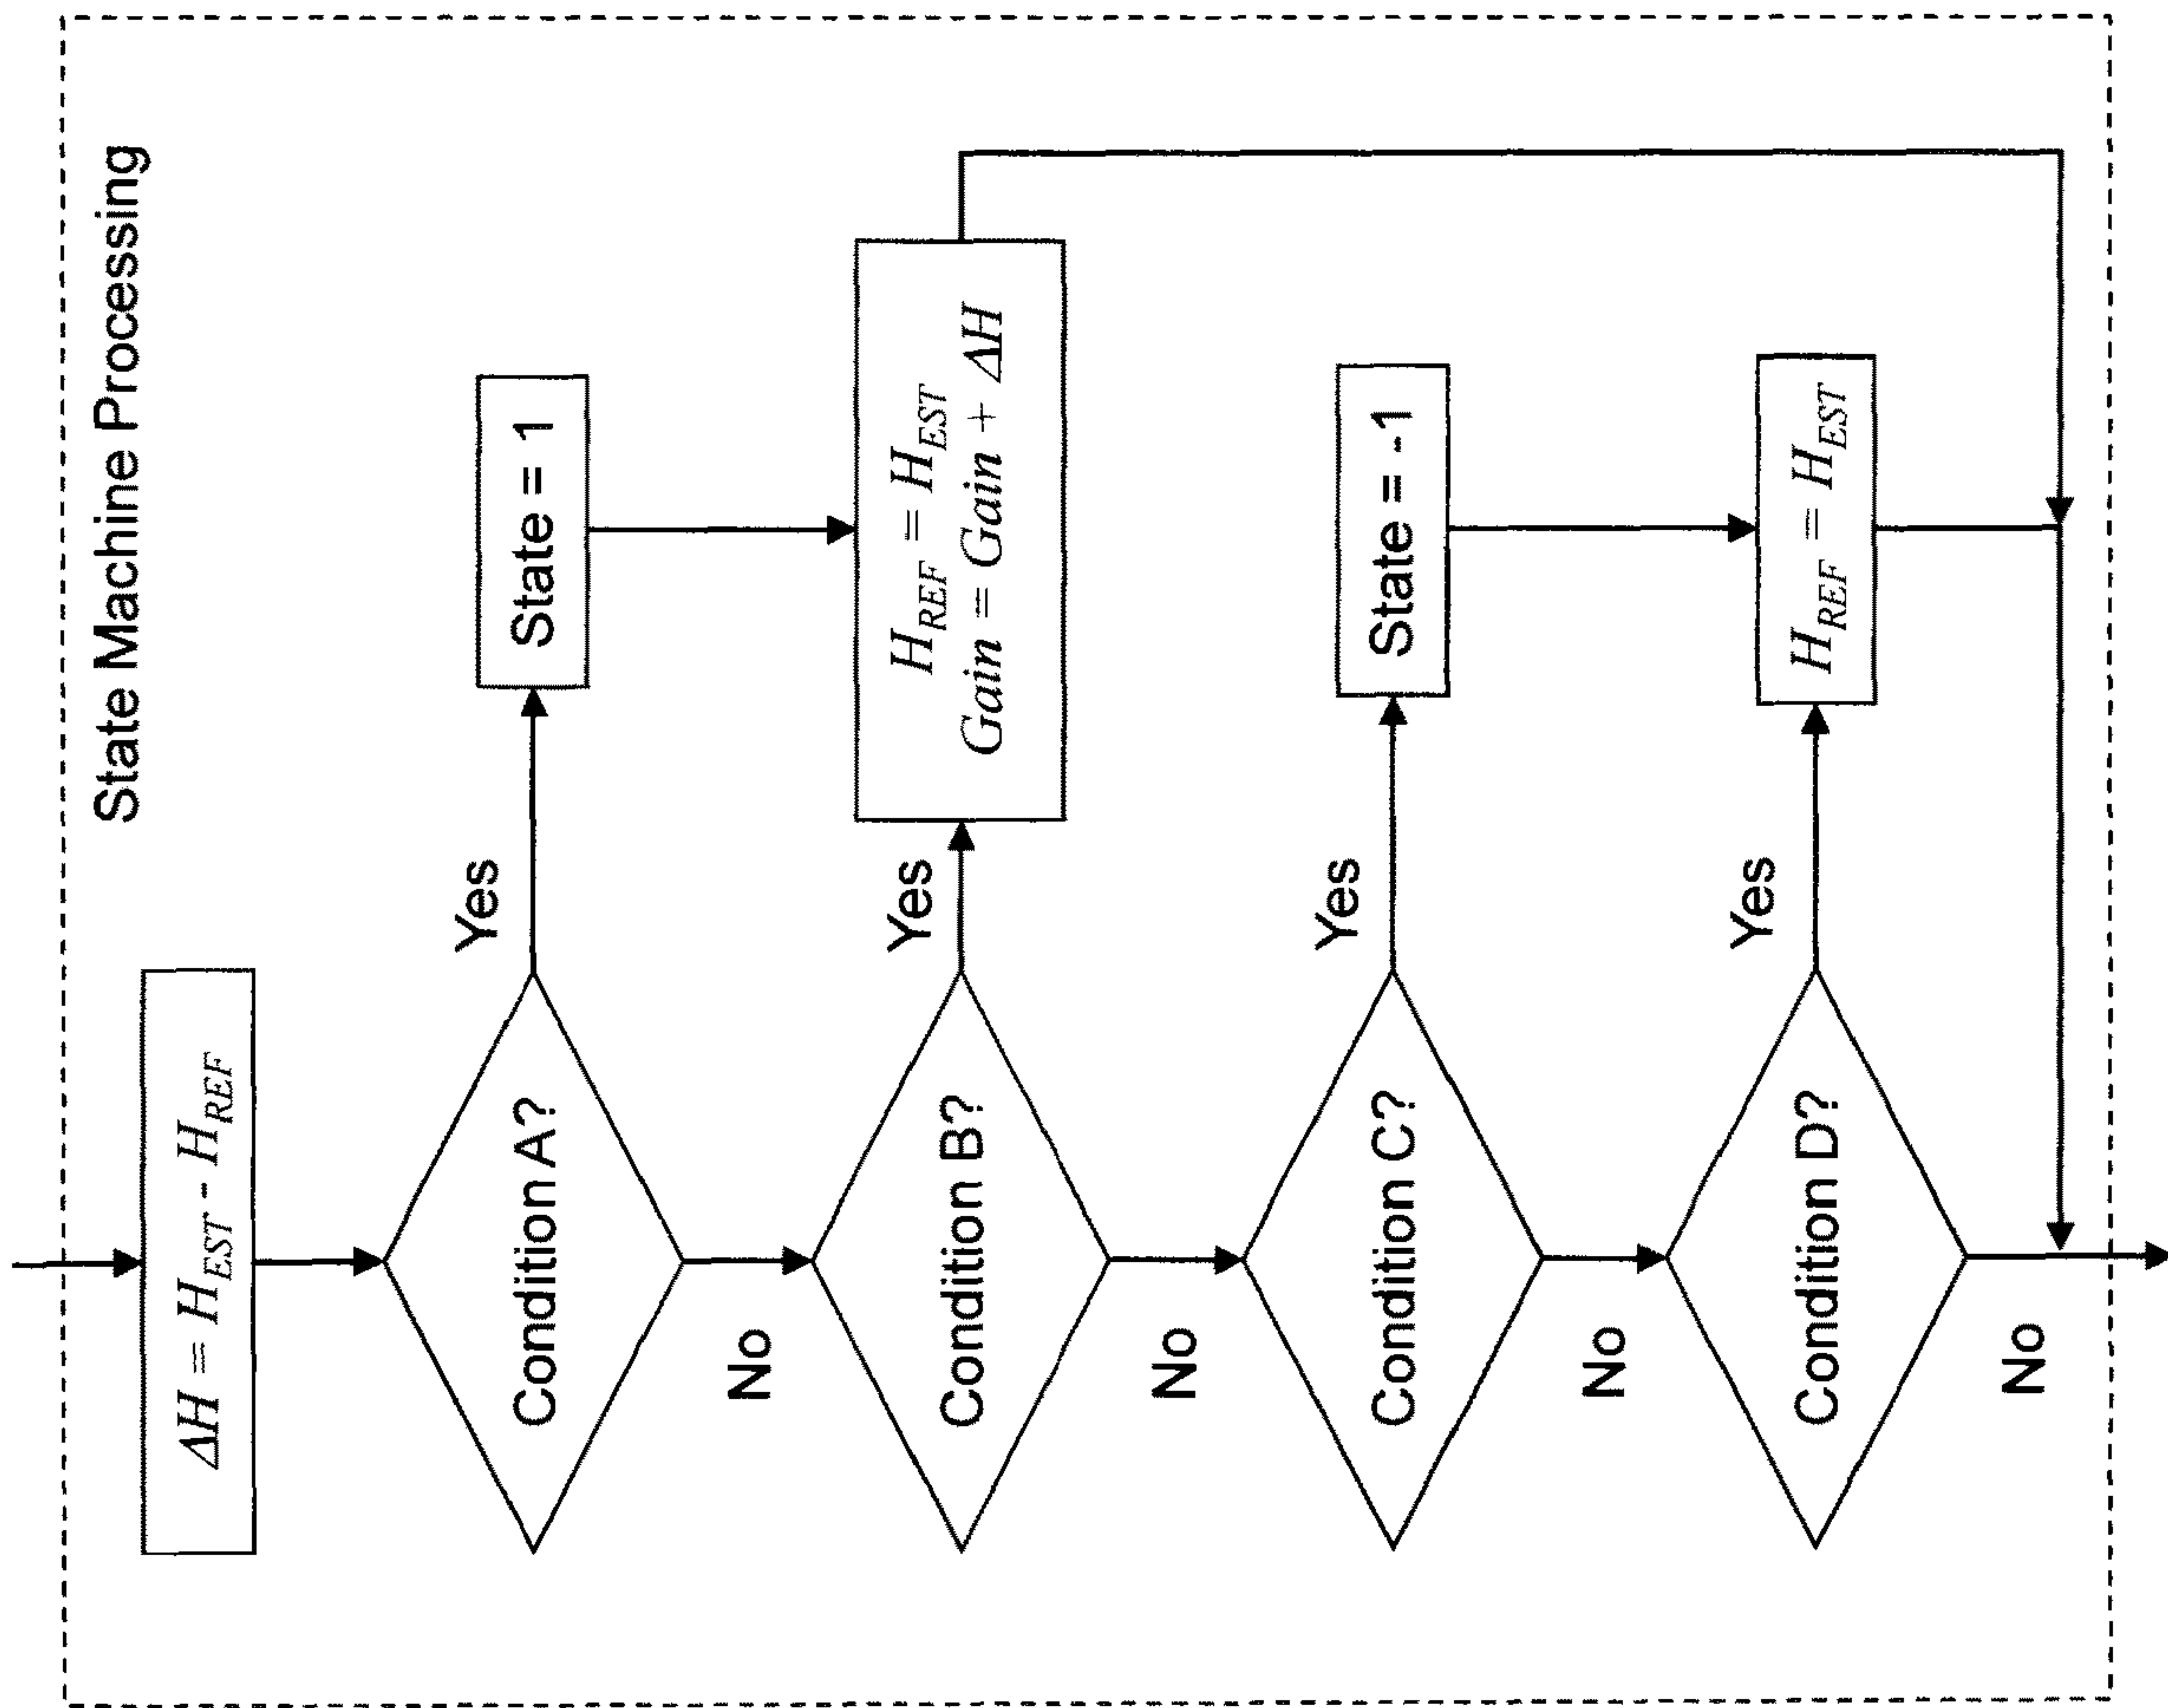 State Machine Processing
ΔH = H_EST - H_REF
Condition A?
Yes
State = 1
No
Condition B?
Yes
H_REF = H_EST
Gain = Gain + ΔH
No
Condition C?
Yes
State = -1
No
Condition D?
Yes
H_REF = H_EST
No